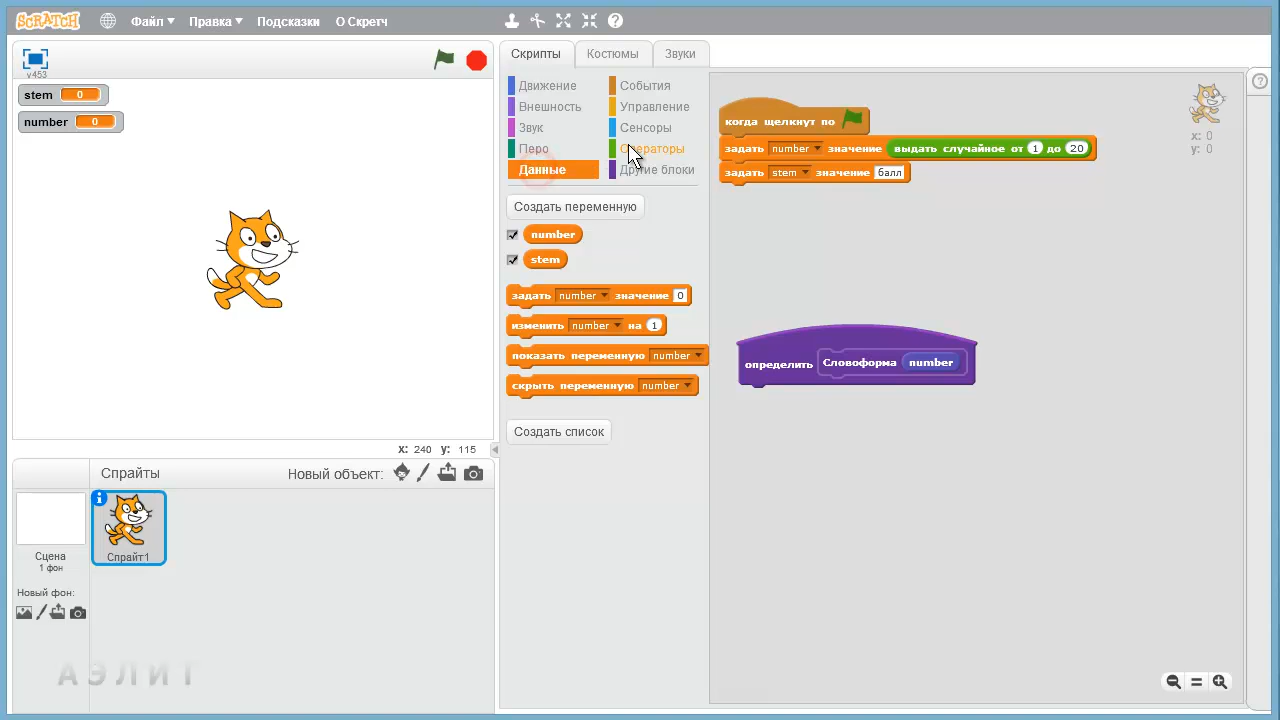 SCRATCH Файл Правка Подсказки О Скретч
v453
stem 0
number 0
x: 240 y: 115
Спрайты Новый объект:
Сцена
1 фон
Новый фон:
Спрайт1
АЭЛИТ
Скрипты Костюмы Звуки
Движение События
Внешность Управление
Звук Сенсоры
Перо Операторы
Данные Другие блоки
Создать переменную
number
stem
задать number значение 0
изменить number на 1
показать переменную number
скрыть переменную number
Создать список
когда щелкнут по
задать number значение выдать случайное от 1 до 20
задать stem значение балл
определить Словоформа number
x: 0
y: 0